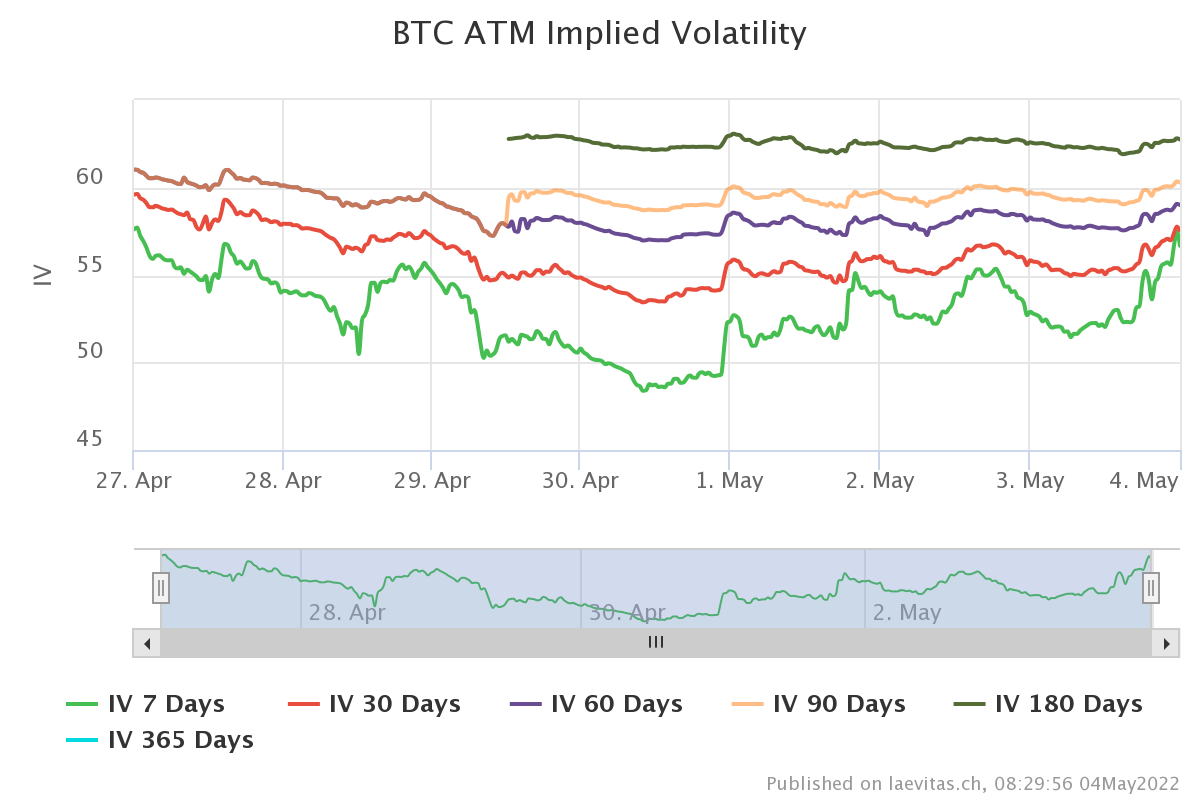 BTC ATM Implied Volatility
IV
60
55
50
45
27. Apr 28. Apr 29. Apr 30. Apr 1. May 2. May 3. May 4. May
28. Apr 30. Apr 2. May
IV 7 Days IV 30 Days IV 60 Days IV 90 Days IV 180 Days
IV 365 Days
Published on laevitas.ch, 08:29:56 04May2022